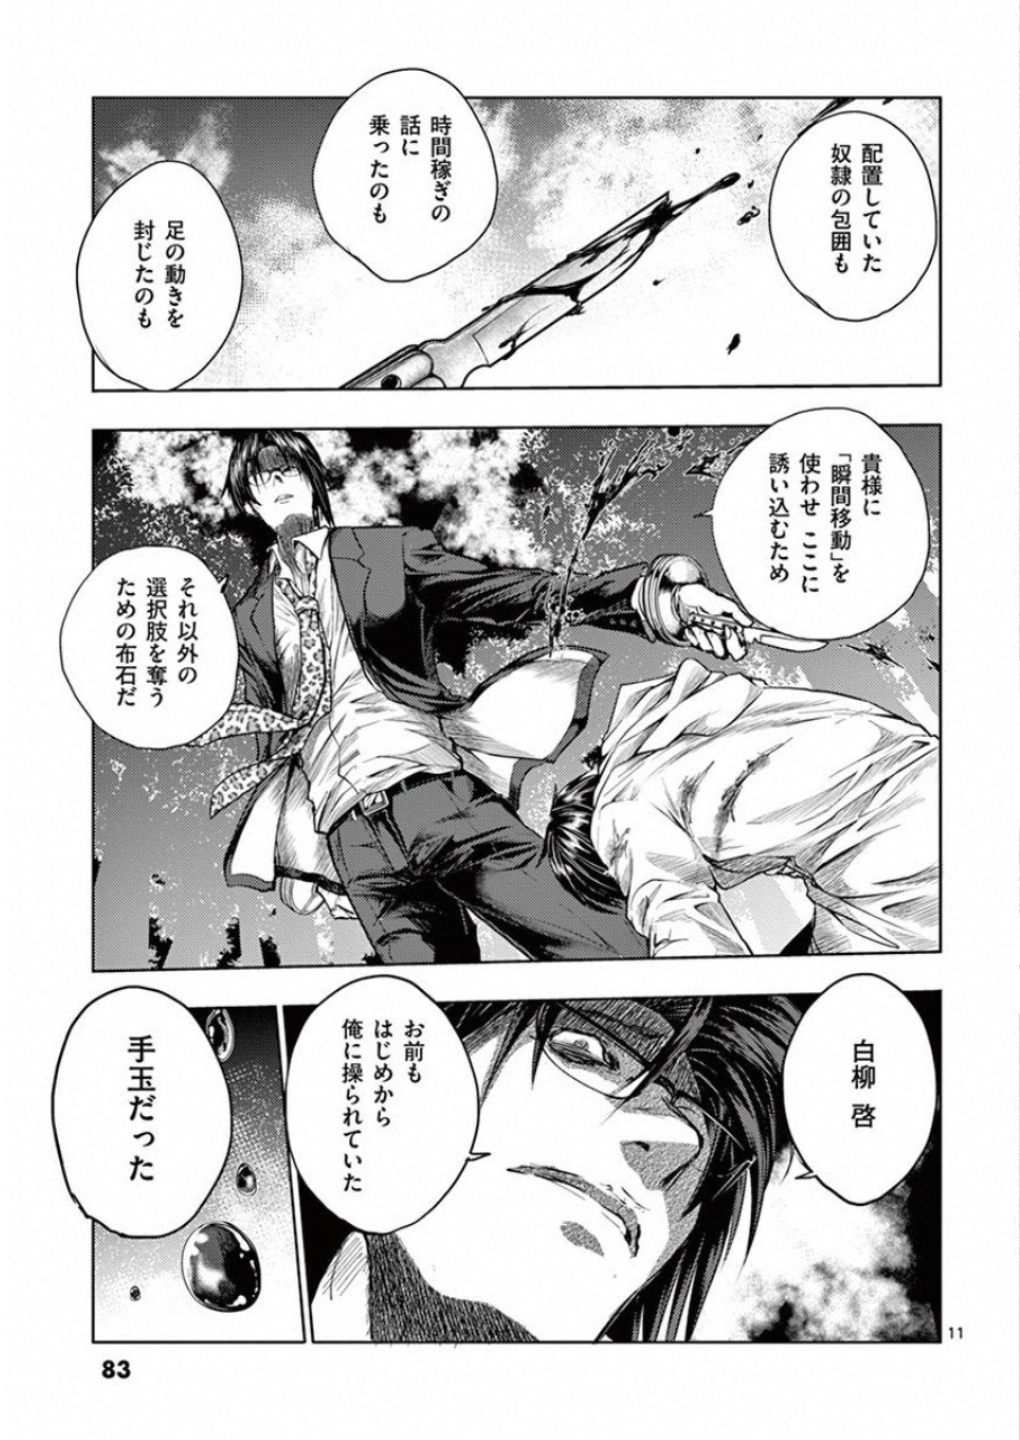 配置していた
奴隷の包囲も
時間稼ぎの
話に
乗ったのも
足の動きを
封じたのも
貴様に
「瞬間移動」を
使わせ ここに
誘い込むため
それ以外の
選択肢を奪う
ための布石だ
白柳 啓
お前も
はじめから
俺に操られていた
手玉だった
11
83